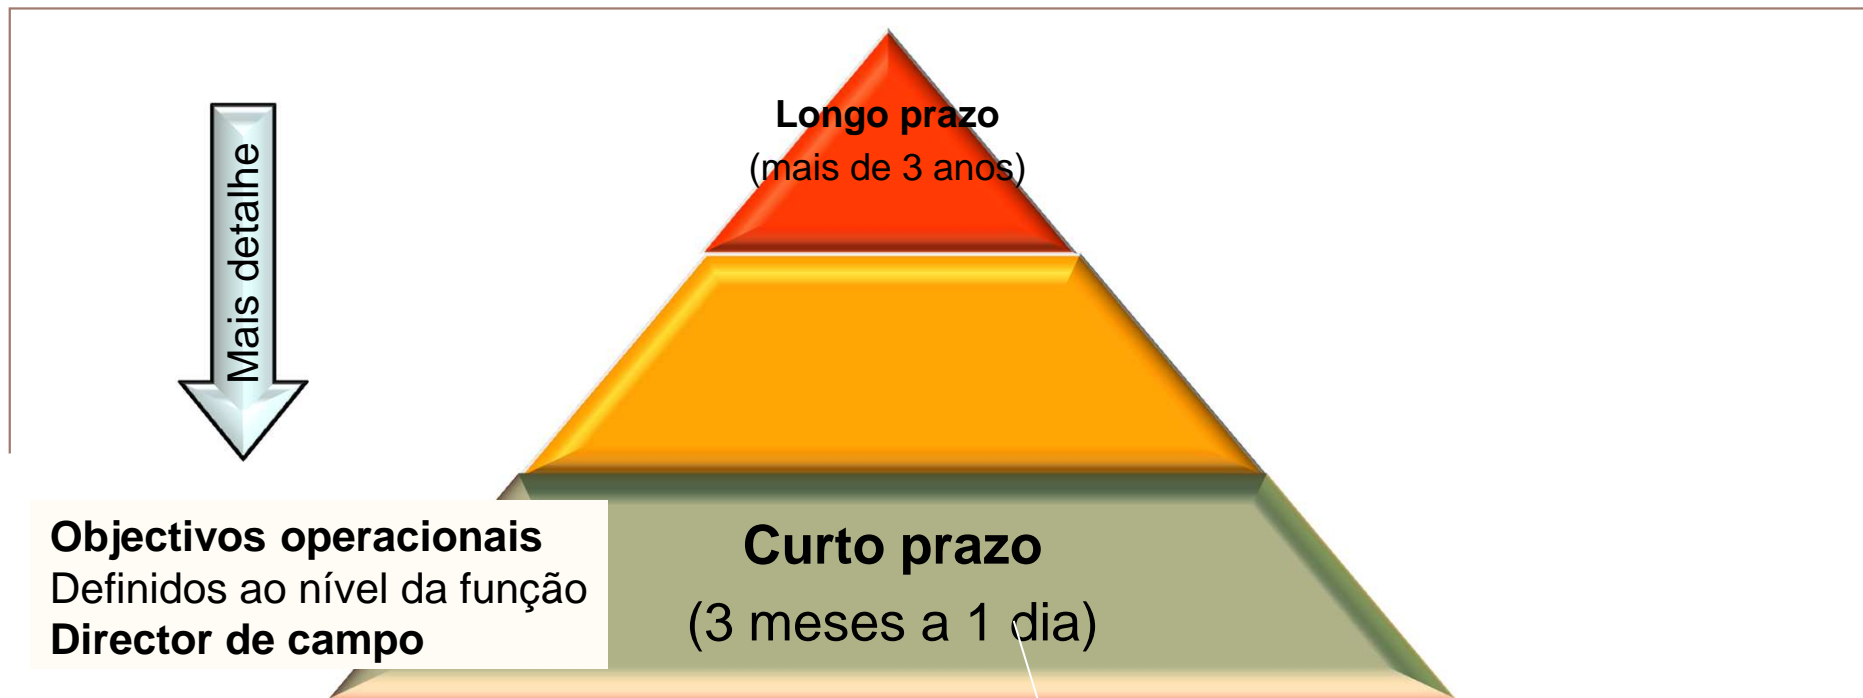 Longo prazo
(mais de 3 anos)
Mais detalhe
Objectivos operacionais
Definidos ao nível da função
Director de campo
Curto prazo
(3 meses a 1 dia)